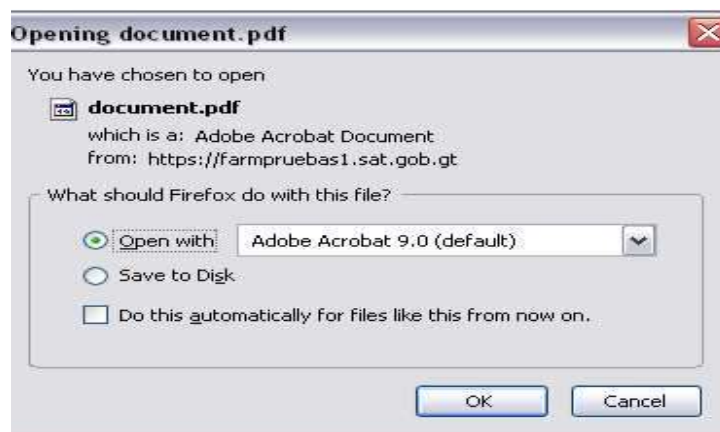 Opening document.pdf
You have chosen to open
document.pdf
which is a: Adobe Acrobat Document
from: https://farmpruebas1.sat.gob.gt
What should Firefox do with this file?
Open with Adobe Acrobat 9.0 (default)
Save to Disk
Do this automatically for files like this from now on.
OK Cancel